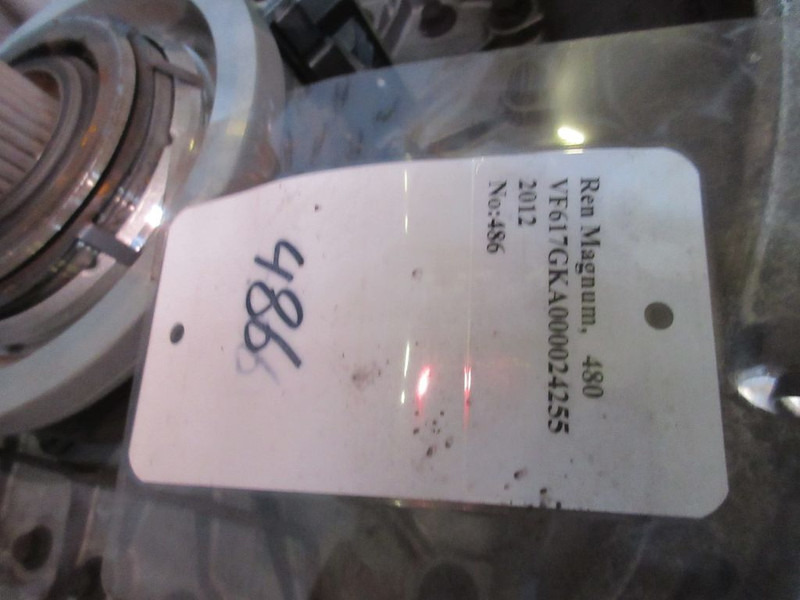 Ren Magnum, 480
VF617GKA000024255
2012
No:486
486